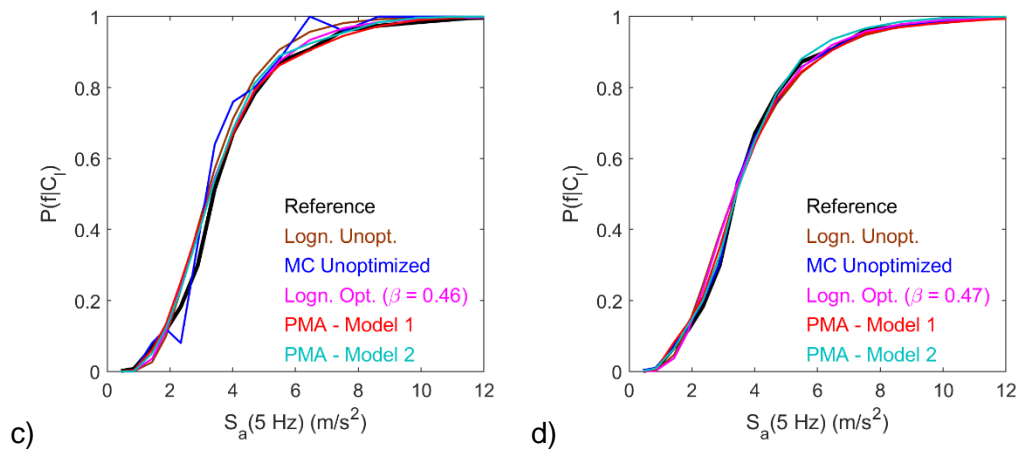 1
0.8
0.6
0.4
0.2
0
P(f|C_l)
Reference
Logn. Unopt.
MC Unoptimized
Logn. Opt. (β = 0.46)
PMA - Model 1
PMA - Model 2
0 2 4 6 8 10 12
S_a(5 Hz) (m/s^2)
c)
1
0.8
0.6
0.4
0.2
0
P(f|C_l)
Reference
Logn. Unopt.
MC Unoptimized
Logn. Opt. (β = 0.47)
PMA - Model 1
PMA - Model 2
0 2 4 6 8 10 12
S_a(5 Hz) (m/s^2)
d)